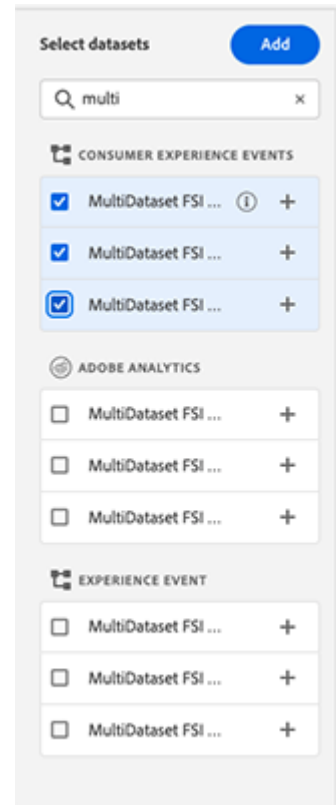 Select datasets Add
multi
CONSUMER EXPERIENCE EVENTS
MultiDataset FSI ...
MultiDataset FSI ...
MultiDataset FSI ...
ADOBE ANALYTICS
MultiDataset FSI ...
MultiDataset FSI ...
MultiDataset FSI ...
EXPERIENCE EVENT
MultiDataset FSI ...
MultiDataset FSI ...
MultiDataset FSI ...